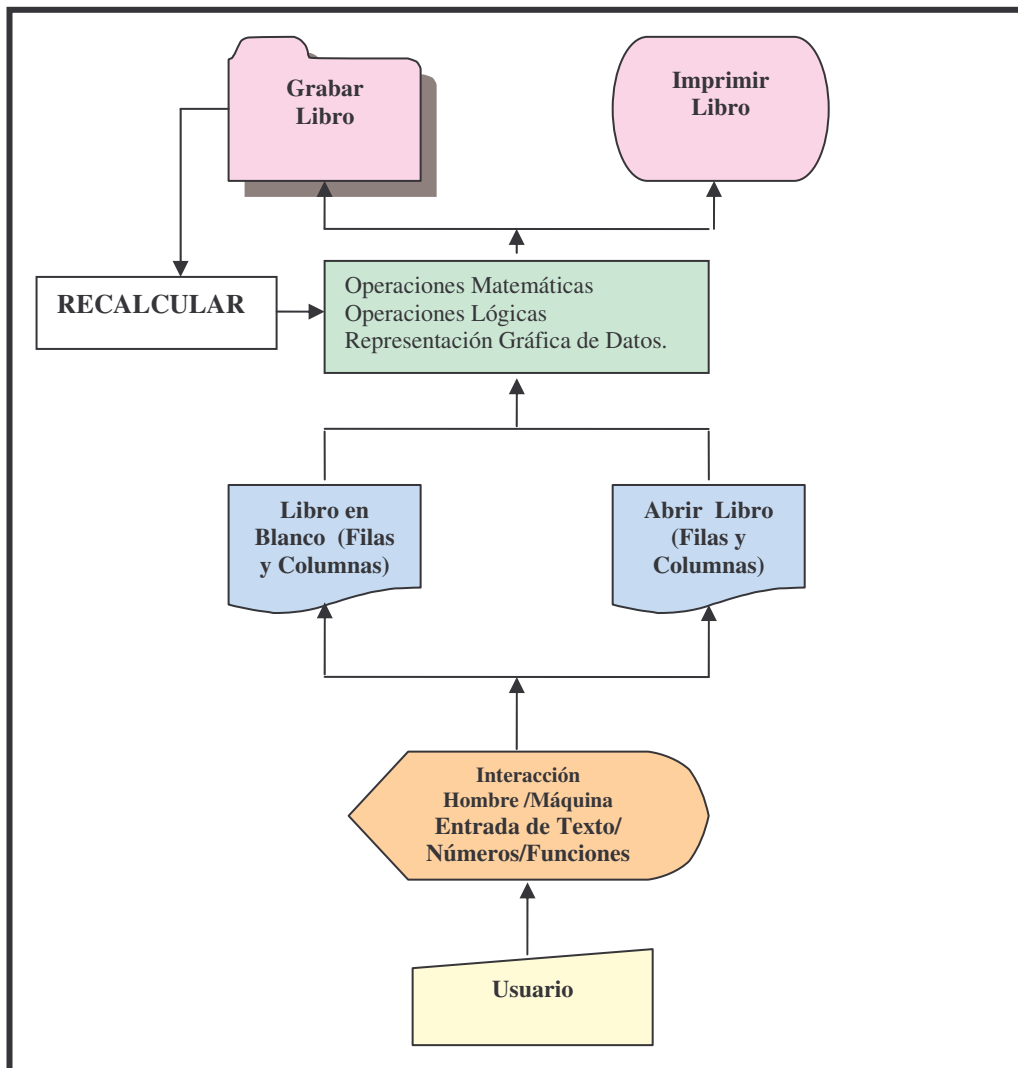 Grabar
Libro
Imprimir
Libro
RECALCULAR
Operaciones Matemáticas
Operaciones Lógicas
Representación Gráfica de Datos.
Libro en
Blanco (Filas
y Columnas)
Abrir Libro
(Filas y
Columnas)
Interacción
Hombre /Máquina
Entrada de Texto/
Números/Funciones
Usuario